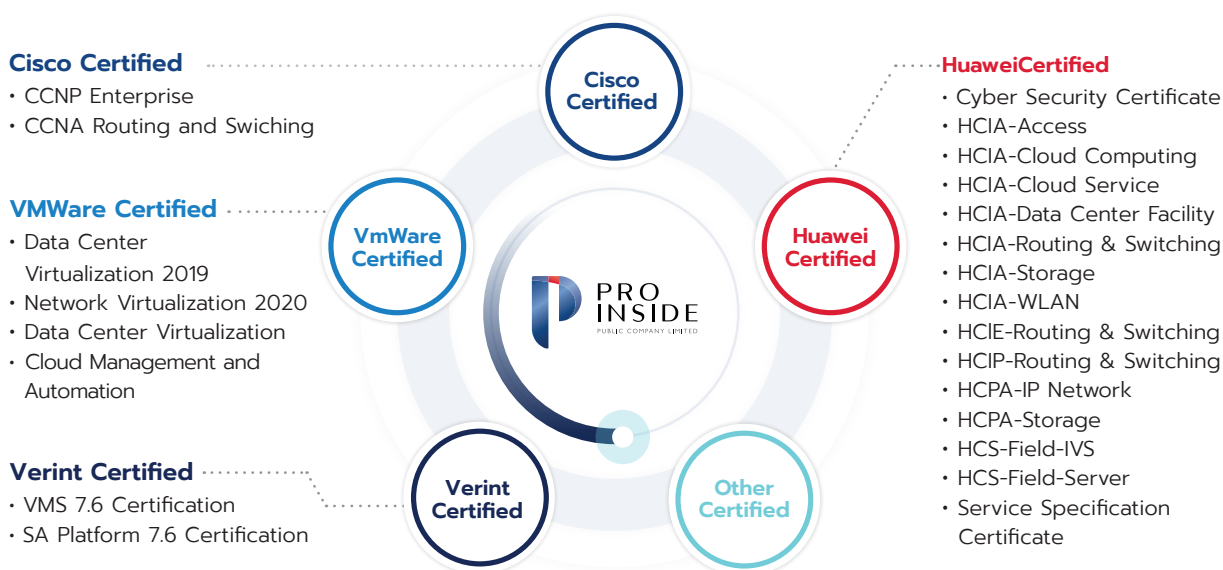 Cisco Certified
• CCNP Enterprise
• CCNA Routing and Swiching
VMWare Certified
• Data Center
Virtualization 2019
• Network Virtualization 2020
• Data Center Virtualization
• Cloud Management and
Automation
Verint Certified
• VMS 7.6 Certification
• SA Platform 7.6 Certification
Cisco
Certified
VmWare
Certified
Huawei
Certified
PRO
INSIDE
PUBLIC COMPANY LIMITED
Verint
Certified
Other
Certified
HuaweiCertified
• Cyber Security Certificate
• HCIA-Access
• HCIA-Cloud Computing
• HCIA-Cloud Service
• HCIA-Data Center Facility
• HCIA-Routing & Switching
• HCIA-Storage
• HCIA-WLAN
• HClE-Routing & Switching
• HCIP-Routing & Switching
• HCPA-IP Network
• HCPA-Storage
• HCS-Field-IVS
• HCS-Field-Server
• Service Specification
Certificate